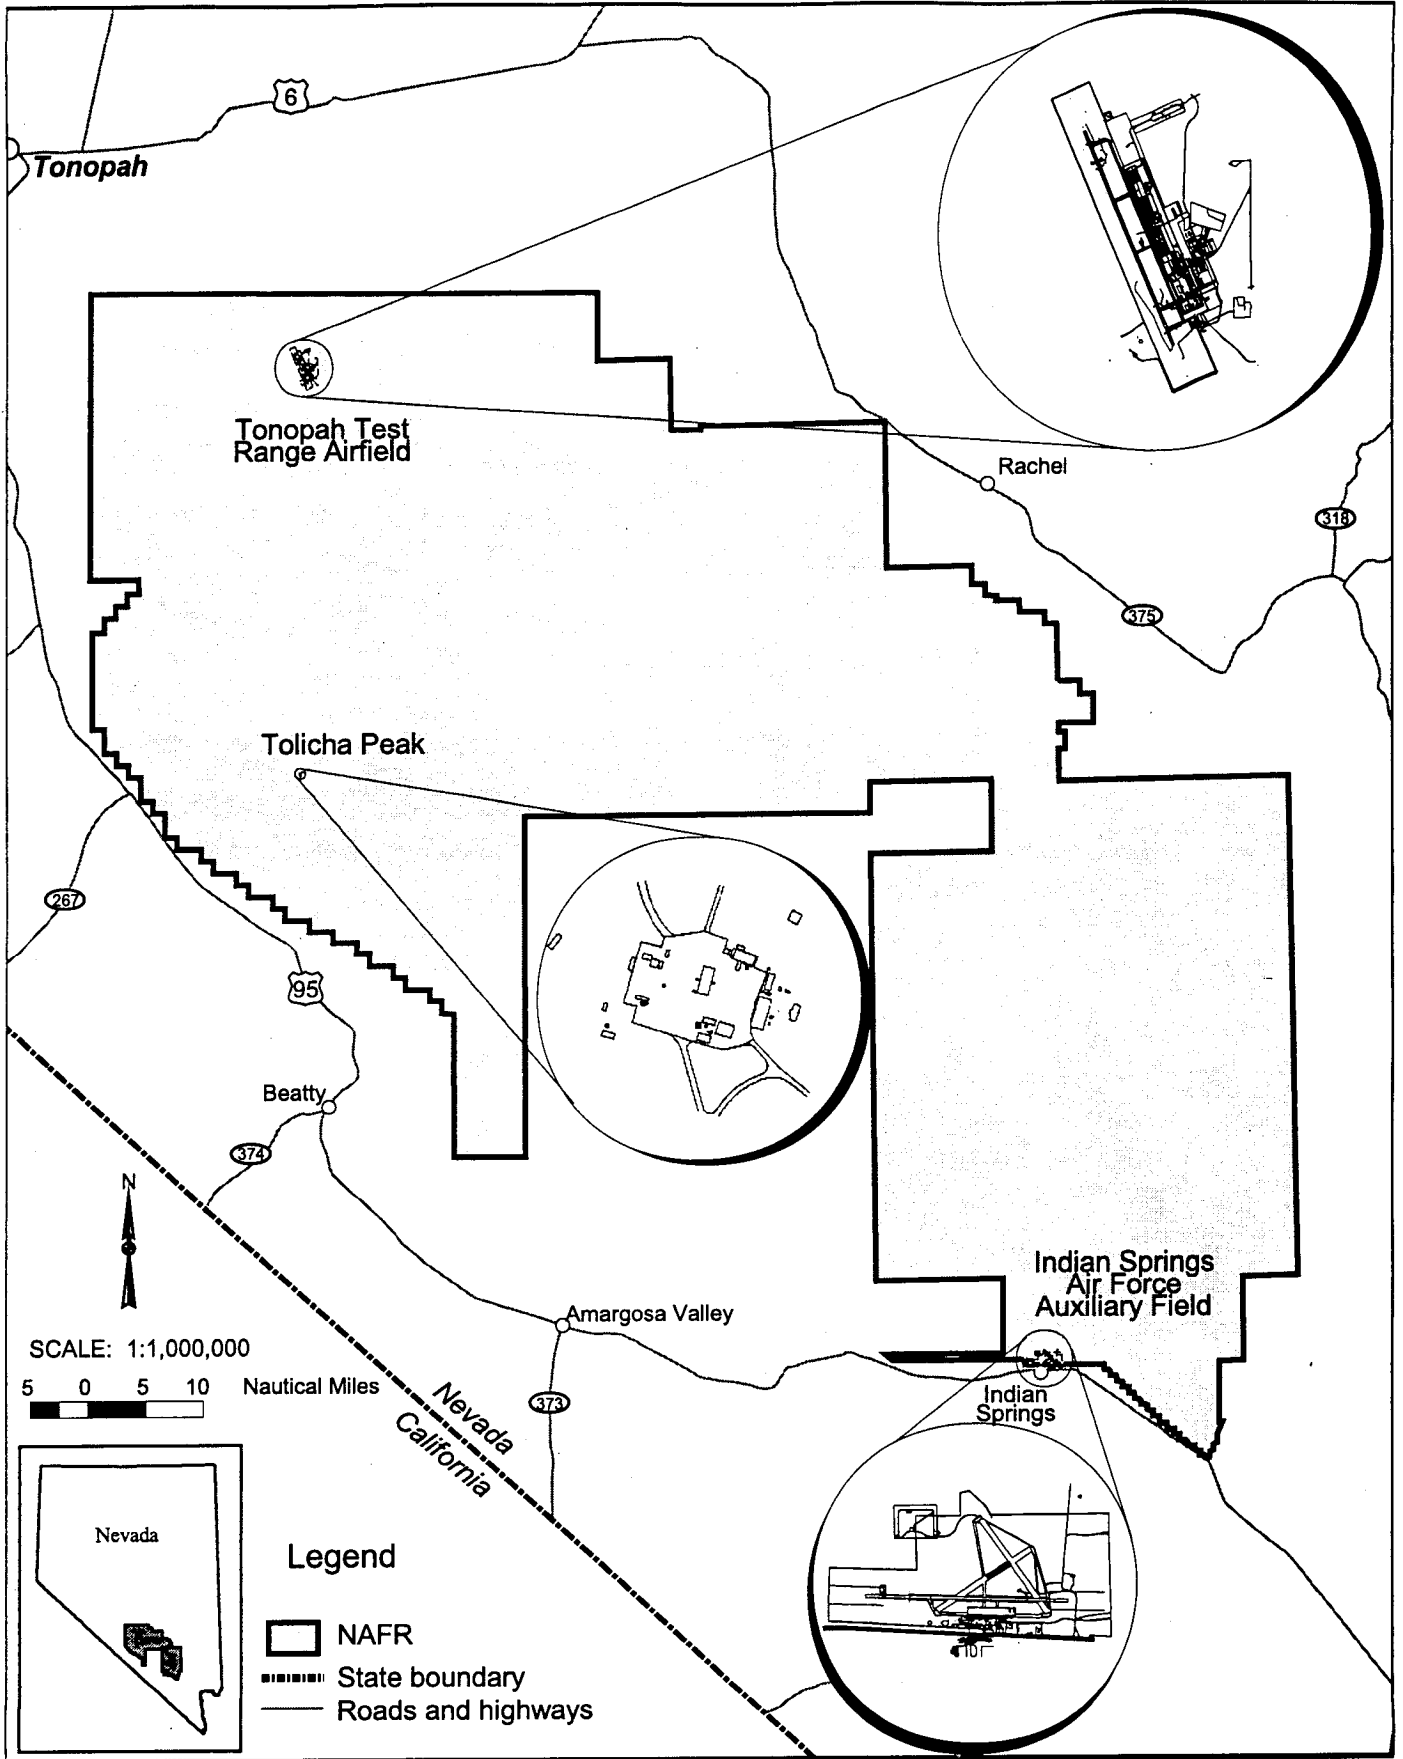 6
Tonopah
Tonopah Test
Range Airfield
Rachel
318
375
Tolicha Peak
267
95
Beatty
374
N
Indian Springs
Air Force
Auxiliary Field
Amargosa Valley
SCALE: 1:1,000,000
5 0 5 10 Nautical Miles
373
Indian
Springs
Nevada
California
Nevada
Legend
NAFR
State boundary
Roads and highways